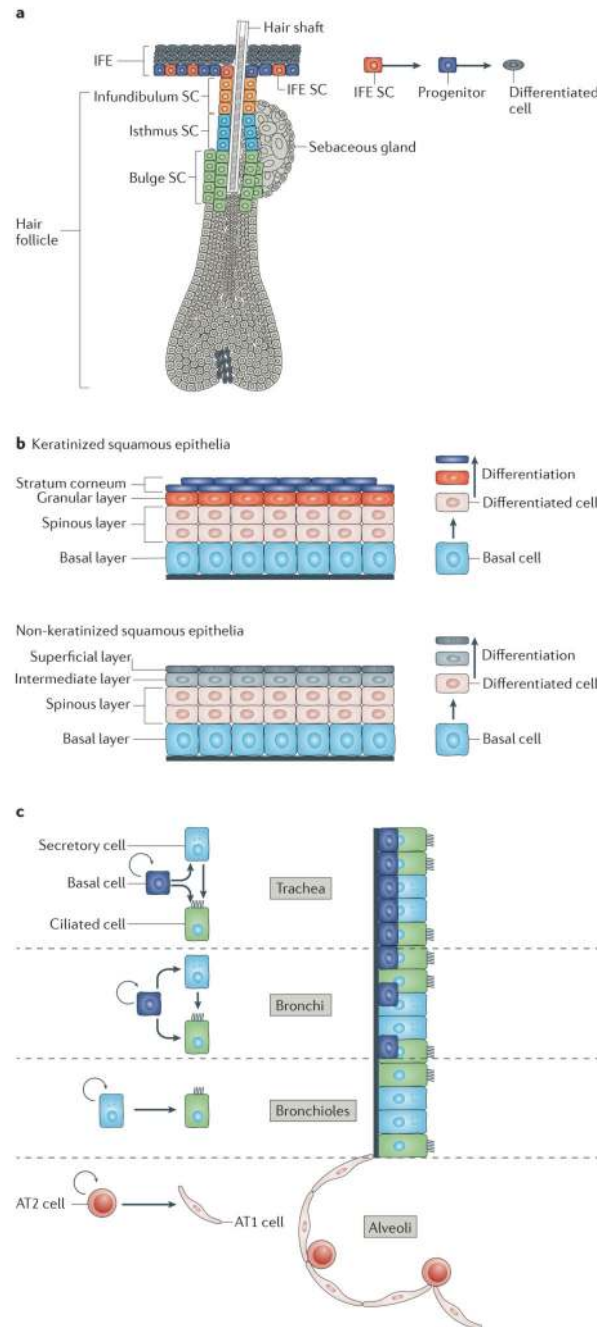 a
Hair shaft
IFE
IFE SC
Infundibulum SC
Isthmus SC
Bulge SC
Sebaceous gland
Hair
follicle
IFE SC
Progenitor
Differentiated
cell
b Keratinized squamous epithelia
Stratum corneum
Granular layer
Spinous layer
Basal layer
Differentiation
Differentiated cell
Basal cell
Non-keratinized squamous epithelia
Superficial layer
Intermediate layer
Spinous layer
Basal layer
Differentiation
Differentiated cell
Basal cell
c
Secretory cell
Basal cell
Ciliated cell
Trachea
Bronchi
Bronchioles
AT2 cell
AT1 cell
Alveoli